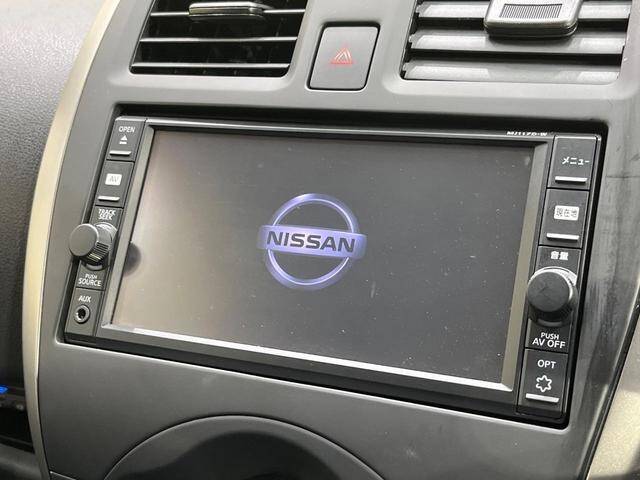 MJ117D-W
OPEN
AV
TRACK
SEEK
PUSH
SOURCE
AUX
NISSAN
メニュー
現在地
音量
PUSH
AV OFF
OPT